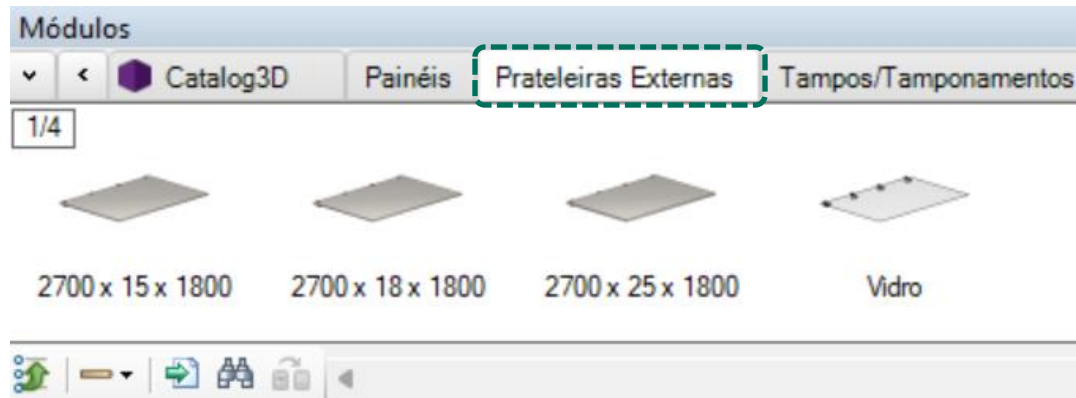 Módulos
Catalog3D Painéis Prateleiras Externas Tampos/Tamponamentos
1/4
2700 x 15 x 1800 2700 x 18 x 1800 2700 x 25 x 1800 Vidro